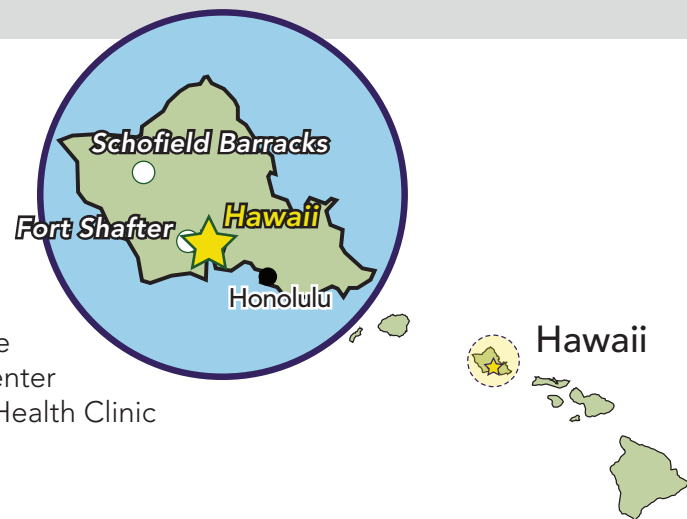 Schofield Barracks
Hawaii
Fort Shafter
Honolulu
Hawaii
enter
Health Clinic